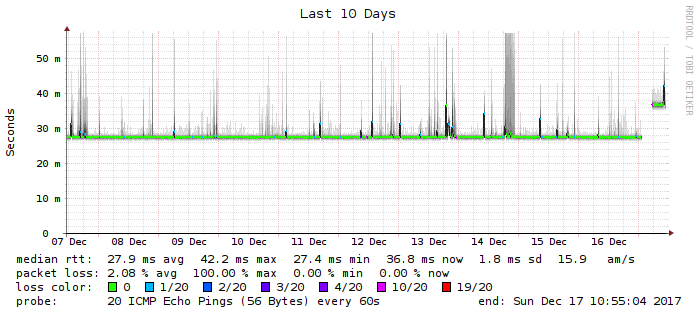 Last 10 Days
RRDTOOL / TOBI OETIKER
Seconds
50 m
40 m
30 m
20 m
10 m
0
07 Dec 08 Dec 09 Dec 10 Dec 11 Dec 12 Dec 13 Dec 14 Dec 15 Dec 16 Dec
median rtt: 27.9 ms avg 42.2 ms max 27.4 ms min 36.8 ms now 1.8 ms sd 15.9 am/s
packet loss: 2.08 % avg 100.00 % max 0.00 % min 0.00 % now
loss color: 0 1/20 2/20 3/20 4/20 10/20 19/20
probe: 20 ICMP Echo Pings (56 Bytes) every 60s end: Sun Dec 17 10:55:04 2017